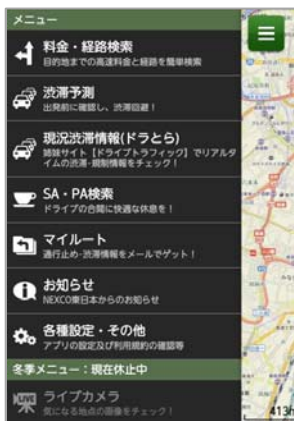 メニュー
料金・経路検索
目的地までの高速料金と経路を簡単検索
渋滞予測
出発前に確認し、渋滞回避！
現況渋滞情報(ドラとら)
姉妹サイト【ドライブトラフィック】でリアルタ
イムの渋滞・規制情報をチェック！
SA・PA検索
ドライブの合間に快適な休息を！
マイルート
通行止め・渋滞情報をメールでゲット！
お知らせ
NEXCO東日本からのお知らせ
各種設定・その他
アプリの設定及び利用規約の確認等
冬季メニュー：現在休止中
LIVE
ライブカメラ
気になる地点の画像をチェック！
413h